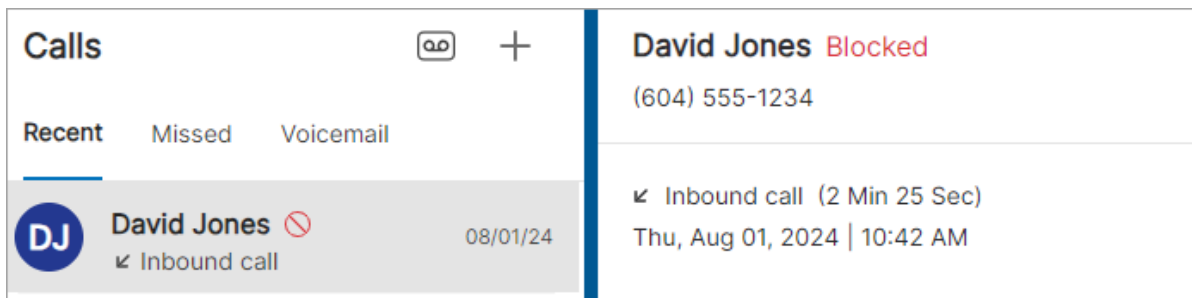 Calls
Recent Missed Voicemail
DJ
David Jones
08/01/24
Inbound call
David Jones Blocked
(604) 555-1234
Inbound call (2 Min 25 Sec)
Thu, Aug 01, 2024 | 10:42 AM